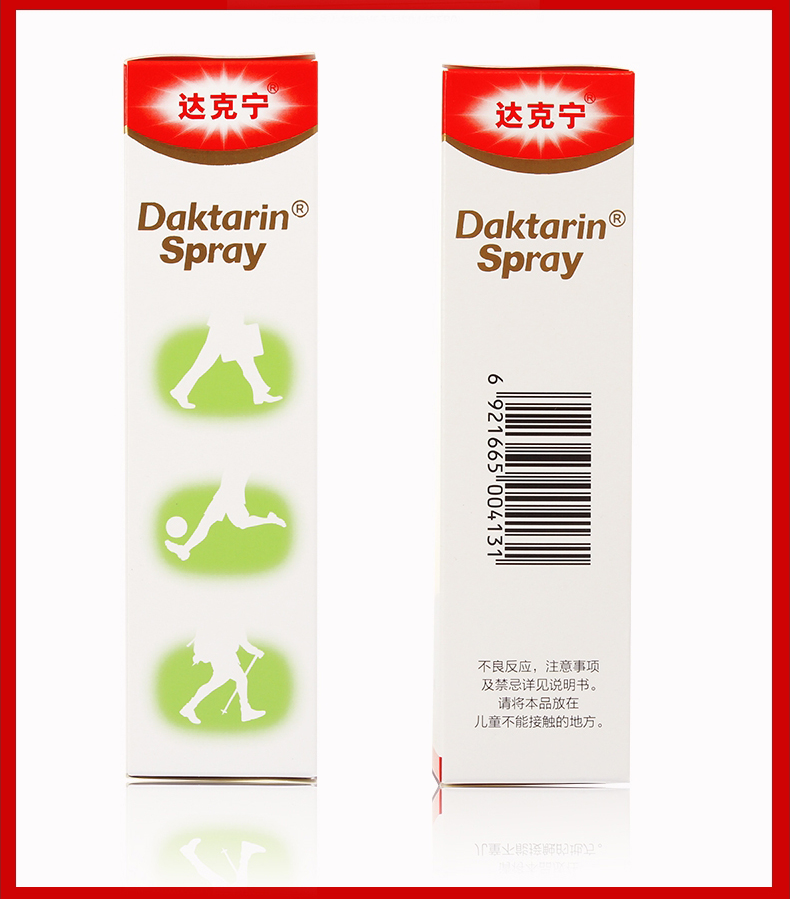 达克宁®
Daktarin®
Spray
达克宁®
Daktarin®
Spray
6 921665 004131
不良反应，注意事项
及禁忌详见说明书。
请将本品放在
儿童不能接触的地方。